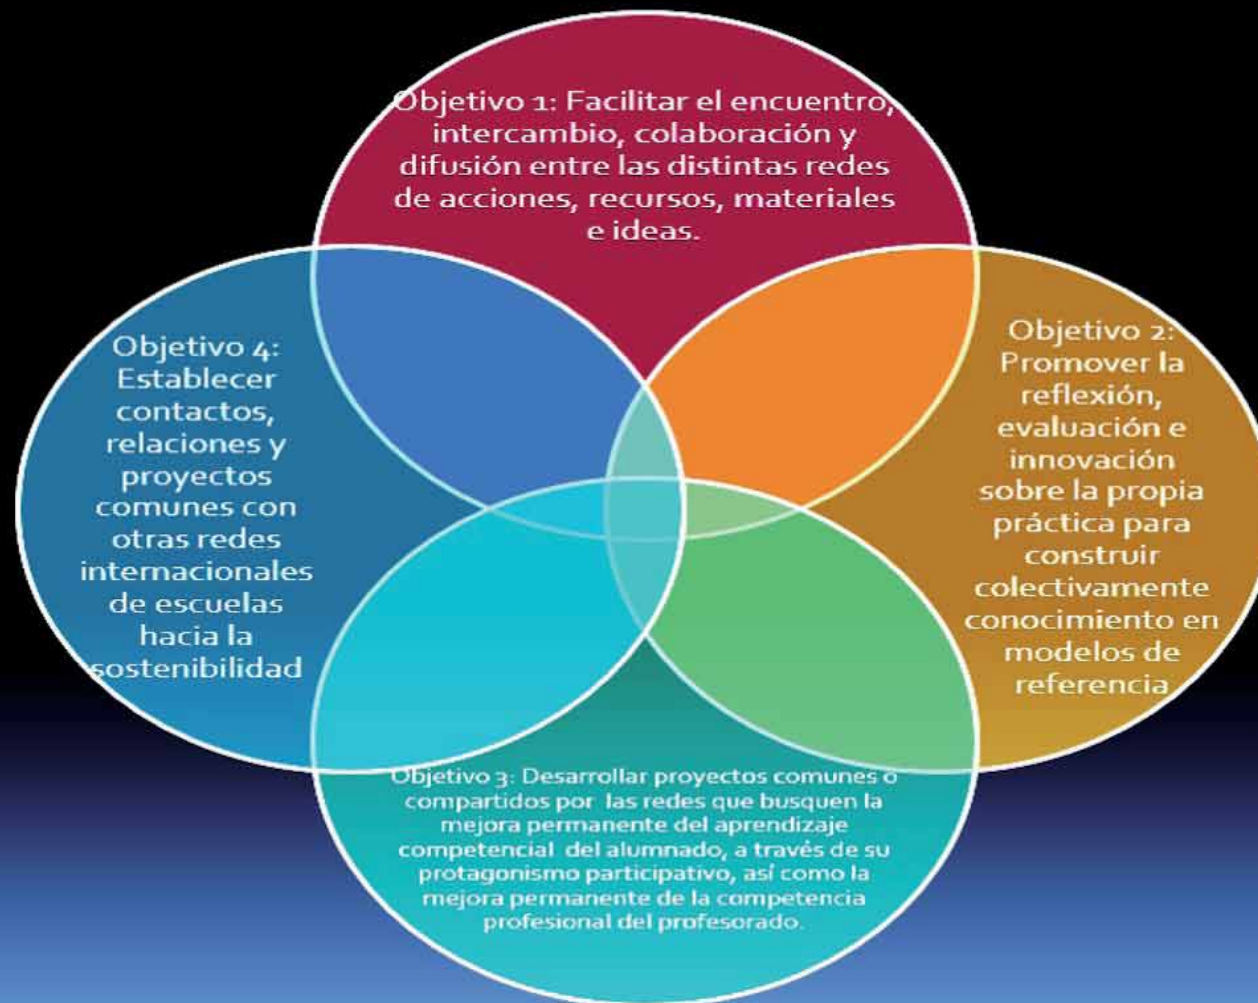 Objetivo 1: Facilitar el encuentro,
intercambio, colaboración y
difusión entre las distintas redes
de acciones, recursos, materiales
e ideas.
Objetivo 2:
Promover la
reflexión,
evaluación e
innovación
sobre la propia
práctica para
construir
colectivamente
conocimiento en
modelos de
referencia
Objetivo 3: Desarrollar proyectos comunes o
compartidos por las redes que busquen la
mejora permanente del aprendizaje
competencial del alumnado, a través de su
protagonismo participativo, así como la
mejora permanente de la competencia
profesional del profesorado.
Objetivo 4:
Establecer
contactos,
relaciones y
proyectos
comunes con
otras redes
internacionales
de escuelas
hacia la
sostenibilidad